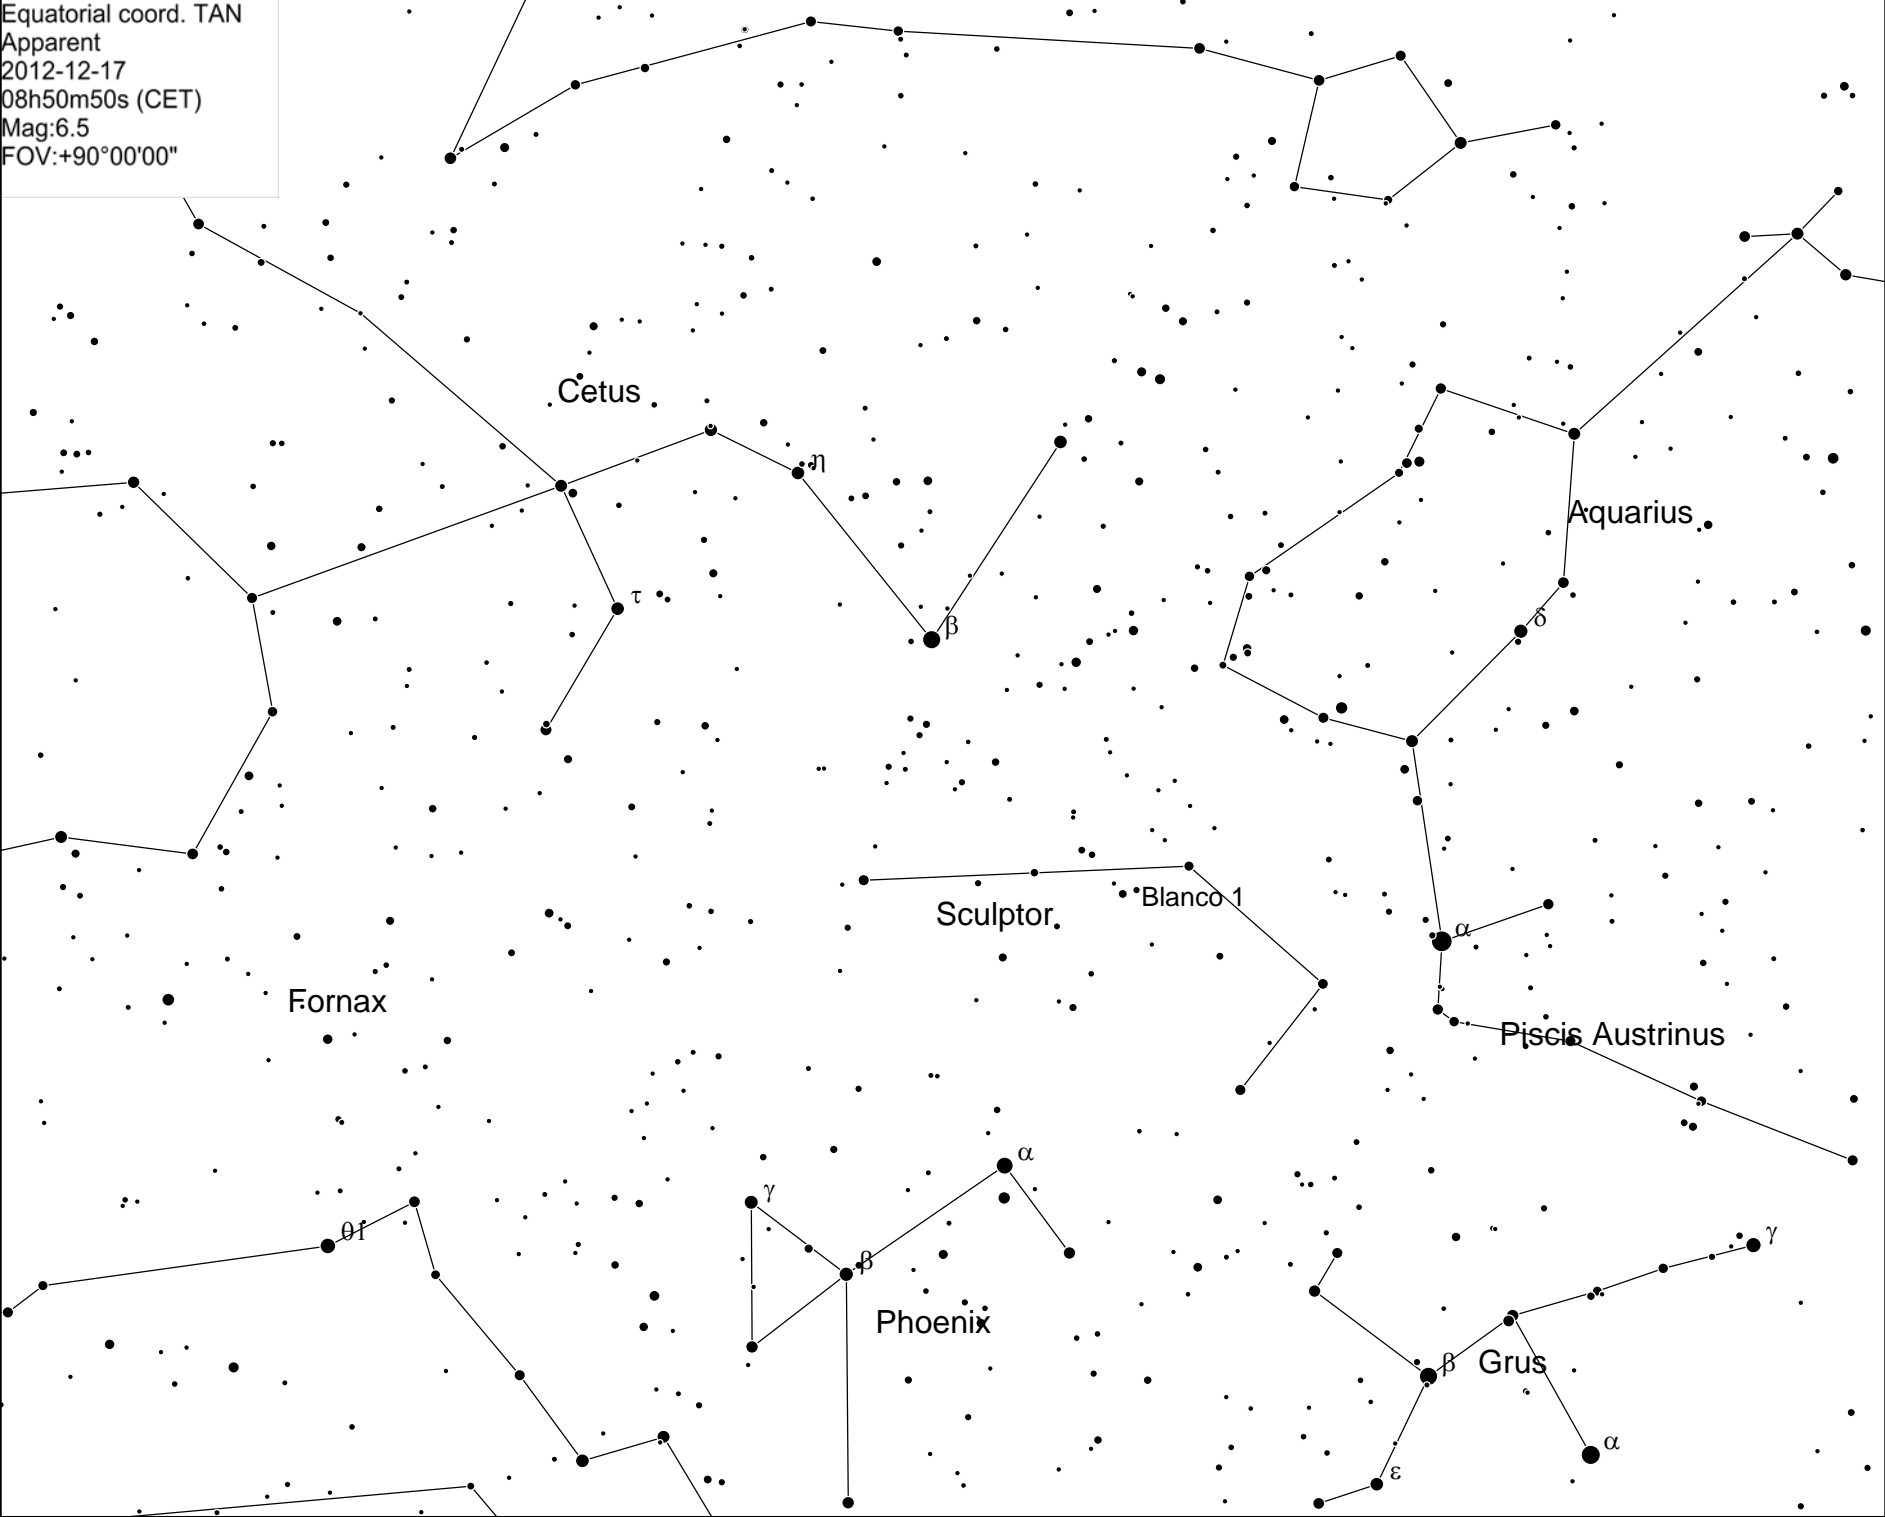 Equatorial coord. TAN
Apparent
2012-12-17
08h50m50s (CET)
Mag:6.5
FOV:+90°00'00"
Cetus
η
Aquarius
τ
δ
β
Blanco 1
Sculptor
α
Fornax
Piscis Austrinus
α
γ
θ1
γ
β
Phoenix
β
Grus
α
ε